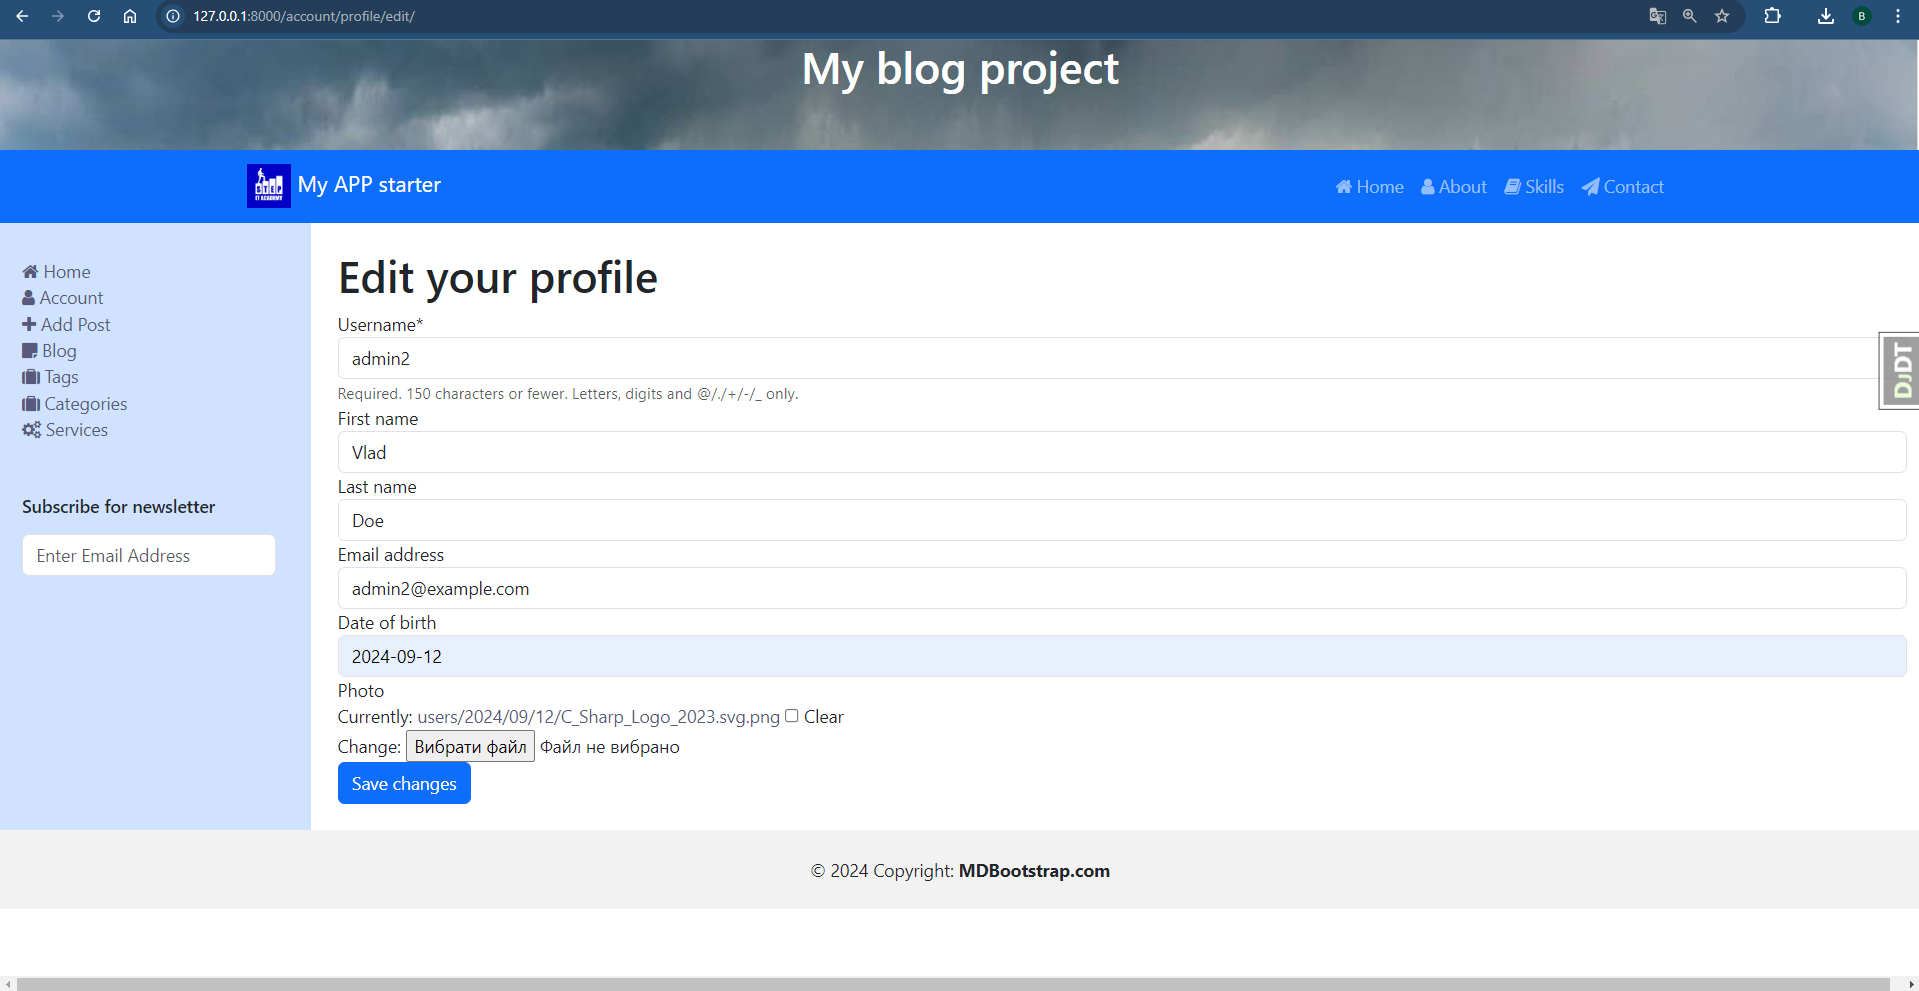 127.0.0.1:8000/account/profile/edit/
B
My blog project
STEP
IT ACADEMY
My APP starter
Home
About
Skills
Contact
Home
Account
Add Post
Blog
Tags
Categories
Services
Subscribe for newsletter
Enter Email Address
Edit your profile
Username*
admin2
Required. 150 characters or fewer. Letters, digits and @/./+/-/_ only.
First name
Vlad
Last name
Doe
Email address
admin2@example.com
Date of birth
2024-09-12
Photo
Currently: users/2024/09/12/C_Sharp_Logo_2023.svg.png Clear
Change: Вибрати файл Файл не вибрано
Save changes
DjDT
© 2024 Copyright: MDBootstrap.com